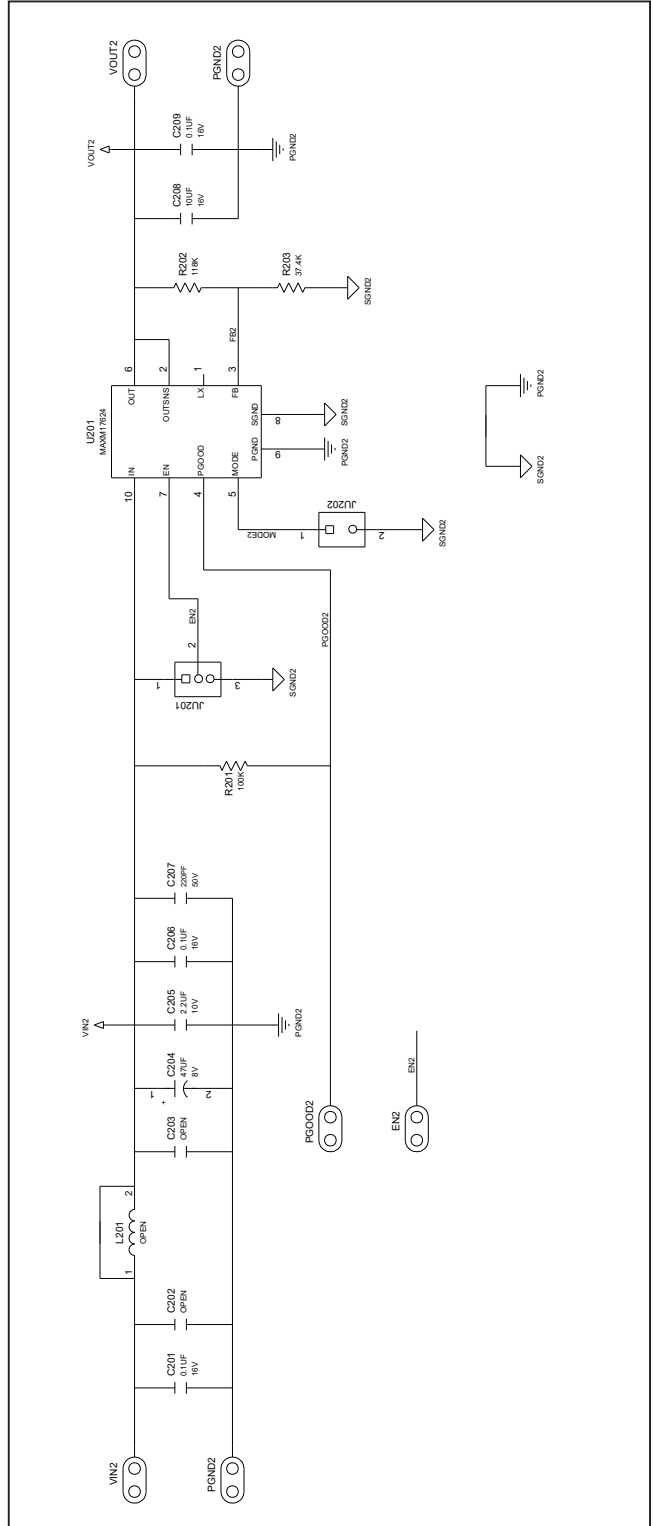 VIN2
PGND2
C201
0.1UF
16V
C202
OPEN
1
L201
OPEN
2
C203
OPEN
1
+
C204
47UF
8V
2
VIN2
C205
2.2UF
10V
PGND2
C206
0.1UF
16V
C207
220PF
50V
PGOOD2
EN2
EN2
R201
100K
PGOOD2
1
JU201
2
3
EN2
SGND2
MODE2
1
JU202
2
SGND2
U201
MAXM17624
10
IN
7
EN
4
PGOOD
5
MODE
OUT
6
OUTSNS
2
LX
1
FB
3
PGND
9
PGND2
SGND
8
SGND2
SGND2
PGND2
FB2
R202
118K
R203
37.4K
SGND2
C208
10UF
16V
VOUT2
C209
0.1UF
16V
PGND2
VOUT2
PGND2